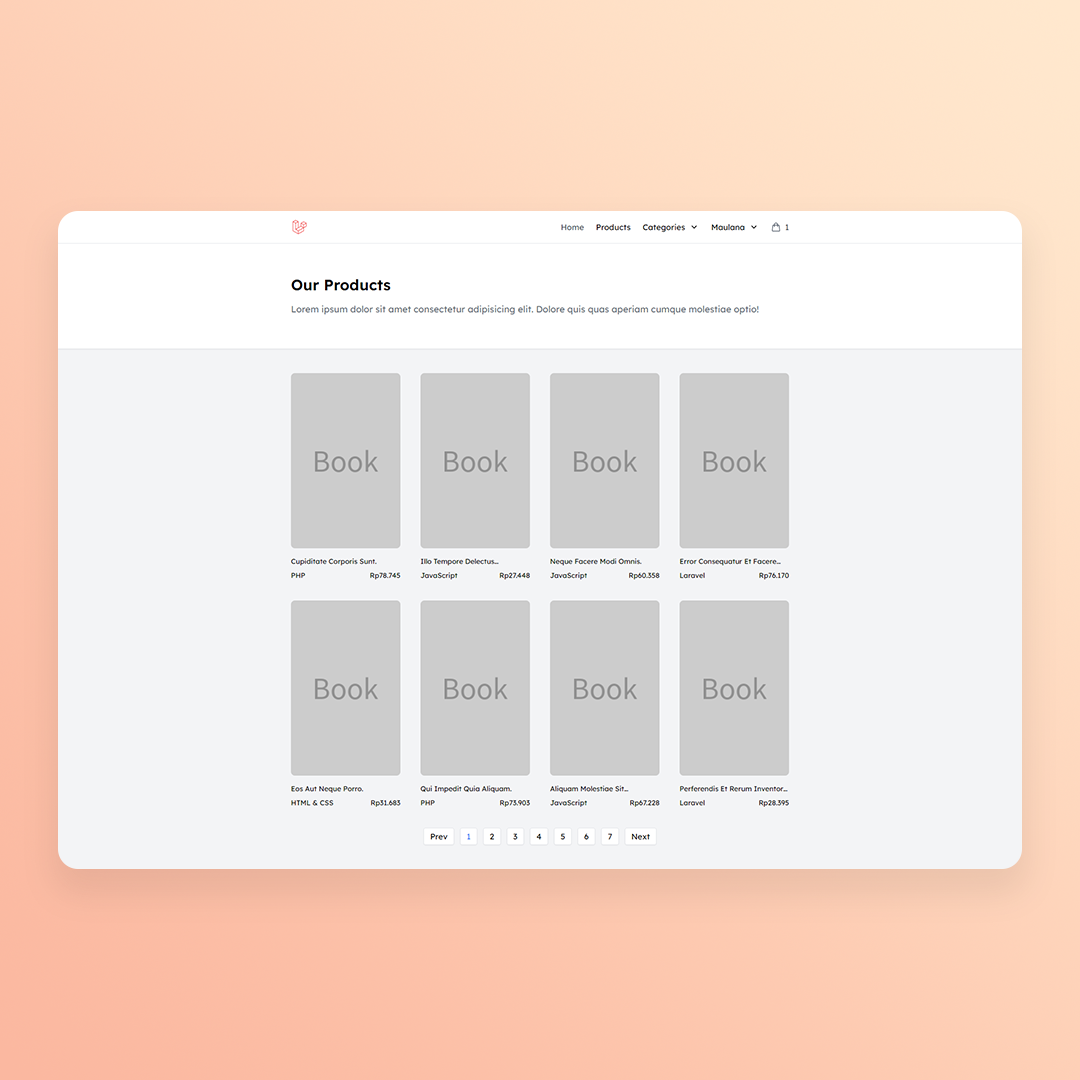 Home Products Categories Maulana 1
Our Products
Lorem ipsum dolor sit amet consectetur adipisicing elit. Dolore quis quas aperiam cumque molestiae optio!
Book Book Book Book
Cupiditate Corporis Sunt. Illo Tempore Delectus... Neque Facere Modi Omnis. Error Consequatur Et Facere...
PHP Rp78.745 JavaScript Rp27.448 JavaScript Rp60.358 Laravel Rp76.170
Book Book Book Book
Eos Aut Neque Porro. Qui Impedit Quia Aliquam. Aliquam Molestiae Sit... Perferendis Et Rerum Inventor...
HTML & CSS Rp31.683 PHP Rp73.903 JavaScript Rp67.228 Laravel Rp28.395
Prev 1 2 3 4 5 6 7 Next